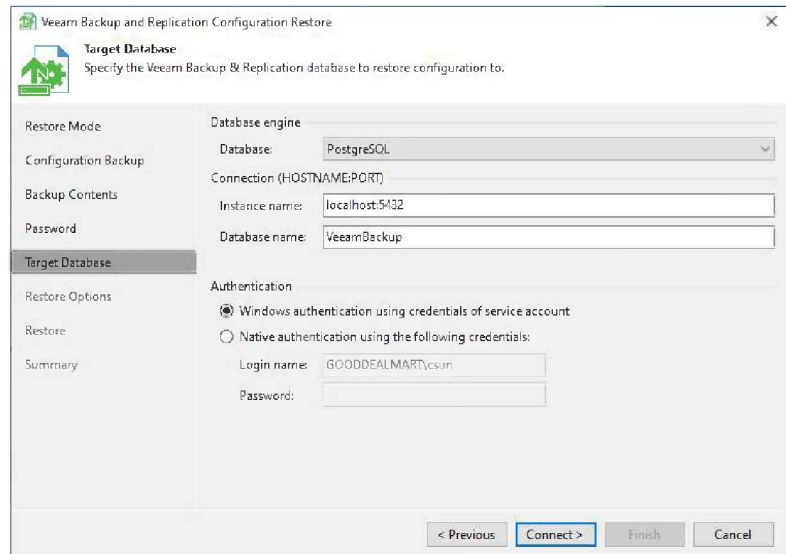 Veeam Backup and Replication Configuration Restore
Target Database
Specify the Veeam Backup & Replication database to restore configuration to.
Restore Mode
Configuration Backup
Backup Contents
Password
Target Database
Restore Options
Restore
Summary
Database engine
Database: PostgreSQL
Connection (HOSTNAME:PORT)
Instance name: localhost:5432
Database name: VeeamBackup
Authentication
Windows authentication using credentials of service account
Native authentication using the following credentials:
Login name: GOODDEALMART\csun
Password:
< Previous Connect > Finish Cancel